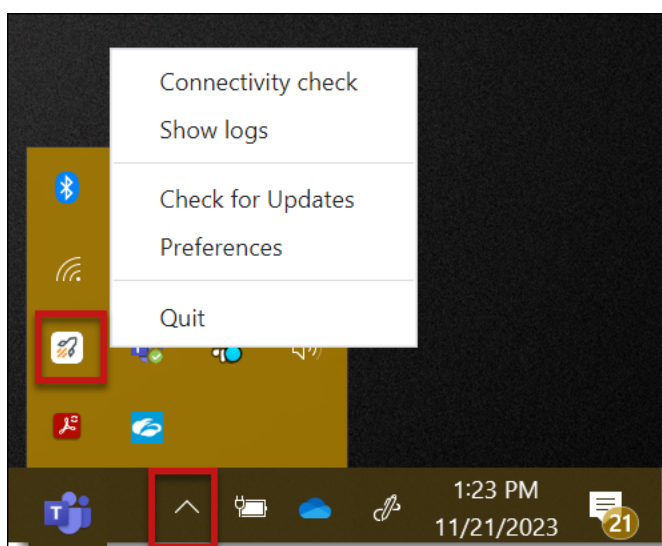 Connectivity check
Show logs
Check for Updates
Preferences
Quit
T
1:23 PM
11/21/2023
21